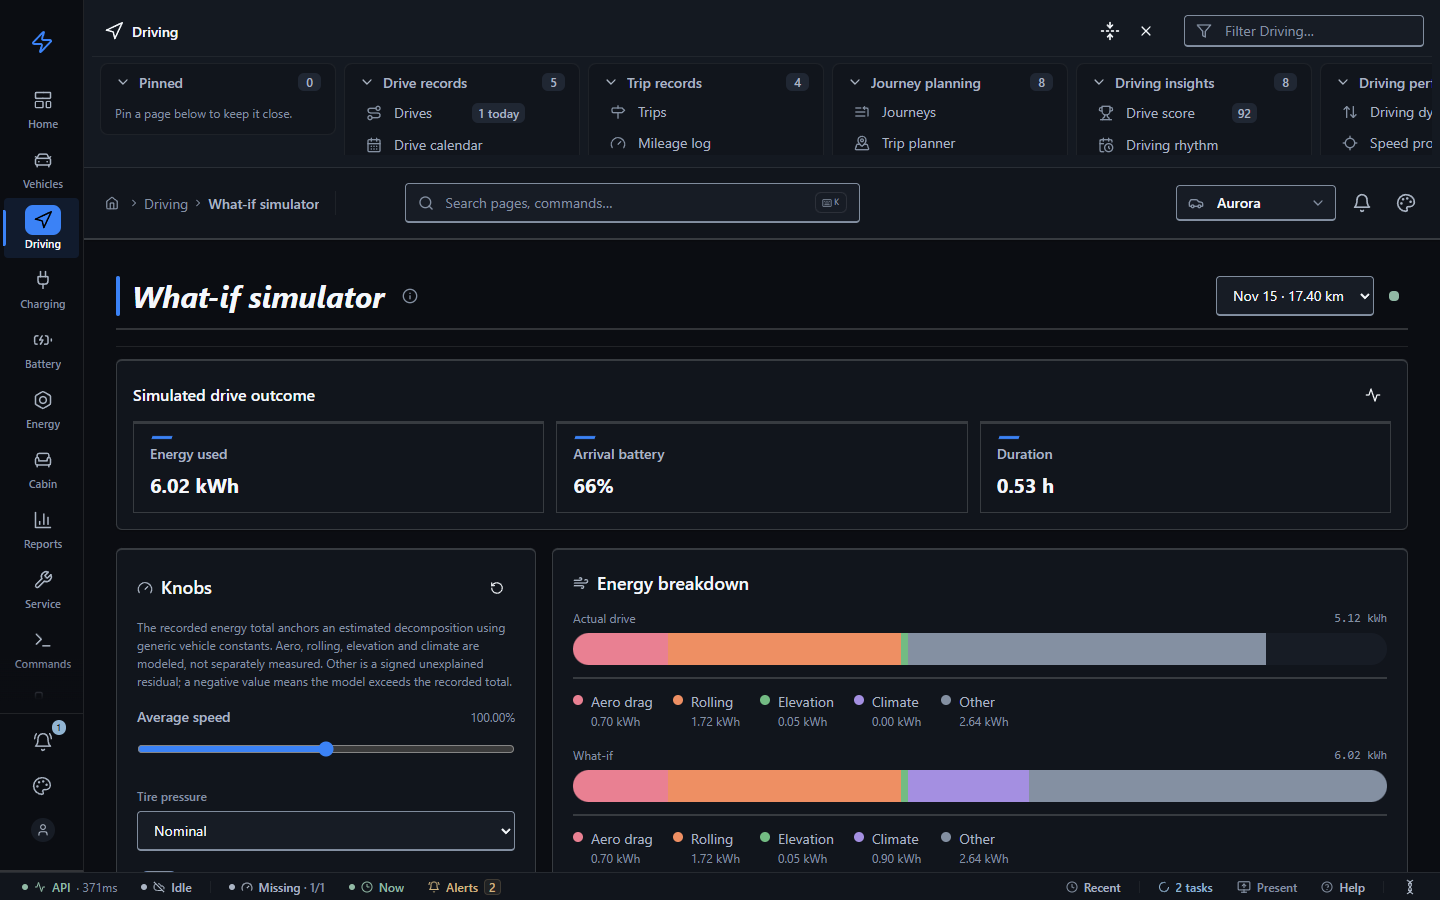 Driving
Filter Driving...
Pinned 0
Pin a page below to keep it close.
Drive records 5
Drives 1 today
Drive calendar
Trip records 4
Trips
Mileage log
Journey planning 8
Journeys
Trip planner
Driving insights 8
Drive score 92
Driving rhythm
Driving per
Driving dy
Speed pro
Home
Vehicles
Driving
Charging
Battery
Energy
Cabin
Reports
Service
Commands
1
Driving
What-if simulator
Search pages, commands...
K
Aurora
What-if simulator
Nov 15 · 17.40 km
Simulated drive outcome
Energy used
6.02 kWh
Arrival battery
66%
Duration
0.53 h
Knobs
The recorded energy total anchors an estimated decomposition using
generic vehicle constants. Aero, rolling, elevation and climate are
modeled, not separately measured. Other is a signed unexplained
residual; a negative value means the model exceeds the recorded total.
Average speed 100.00%
Tire pressure
Nominal
Energy breakdown
Actual drive 5.12 kWh
Aero drag Rolling Elevation Climate Other
0.70 kWh 1.72 kWh 0.05 kWh 0.00 kWh 2.64 kWh
What-if 6.02 kWh
Aero drag Rolling Elevation Climate Other
0.70 kWh 1.72 kWh 0.05 kWh 0.90 kWh 2.64 kWh
API · 371ms
Idle
Missing · 1/1
Now
Alerts 2
Recent
2 tasks
Present
Help